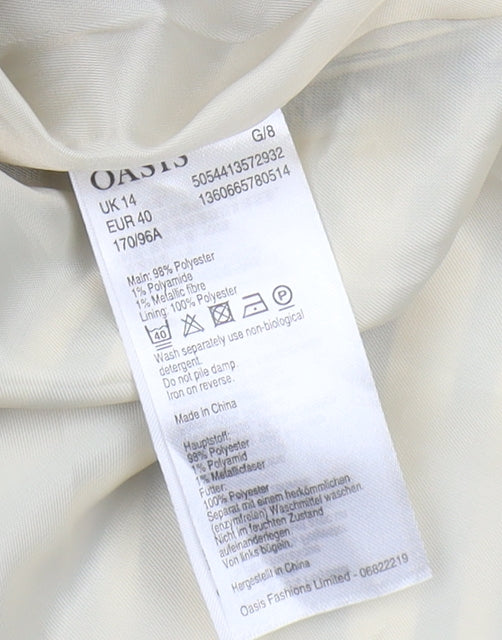 G/8
OASIS
UK 14
5054413572932
EUR 40
1360665780514
170/96A
Main: 98% Polyester
1% Polyamide
1% Metallic fibre
Lining: 100% Polyester
40 P
Wash separately use non-biological
detergent.
Do not pile damp.
Iron on reverse.
Made in China
Hauptstoff:
98% Polyester
1% Polyamid
1% Metallicfaser
Futter:
100% Polyester
Separat mit einem herkömmlichen
(enzymfreien) Waschmittel waschen.
Nicht im feuchten Zustand
aufeinanderlegen.
Von links bügeln.
Hergestellt in China
Oasis Fashions Limited - 06822219